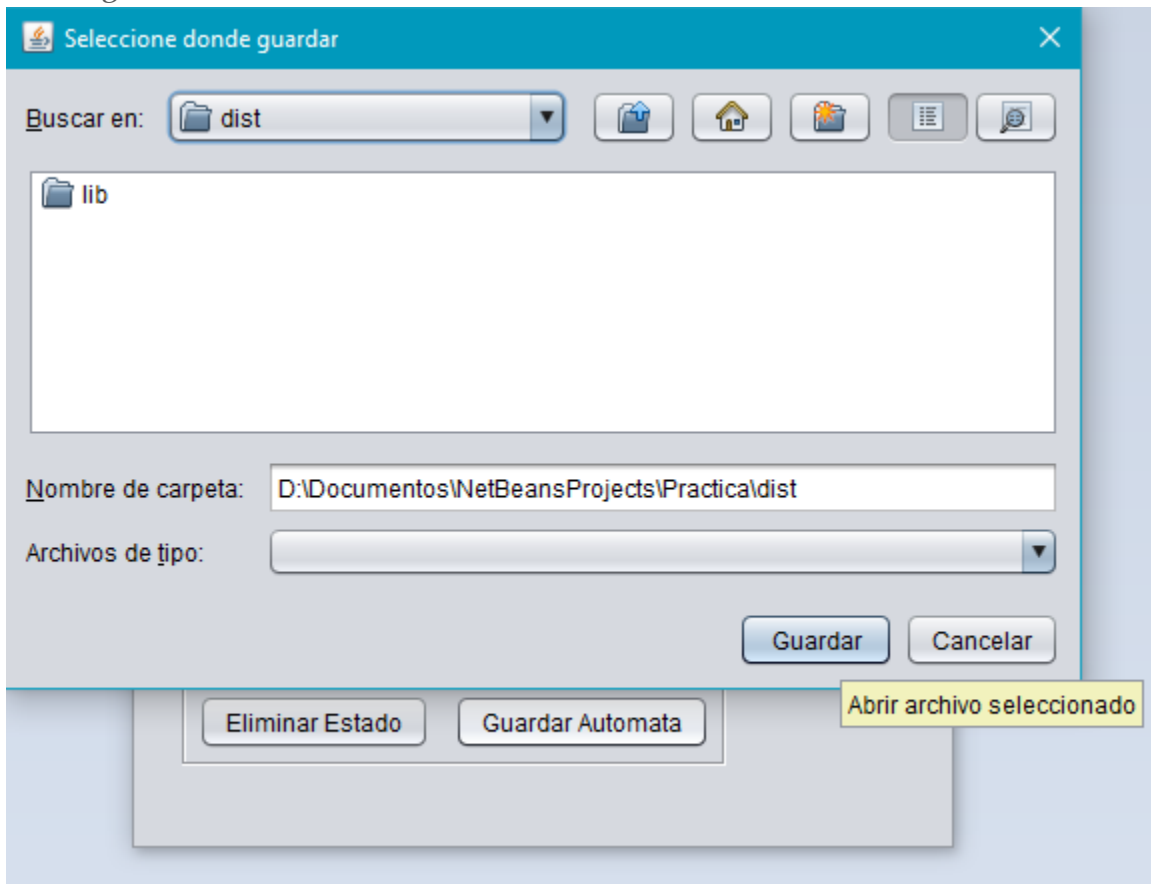 Seleccione donde guardar
Buscar en: dist
lib
Nombre de carpeta: D:\Documentos\NetBeansProjects\Practica\dist
Archivos de tipo:
Guardar Cancelar
Abrir archivo seleccionado
Eliminar Estado Guardar Automata